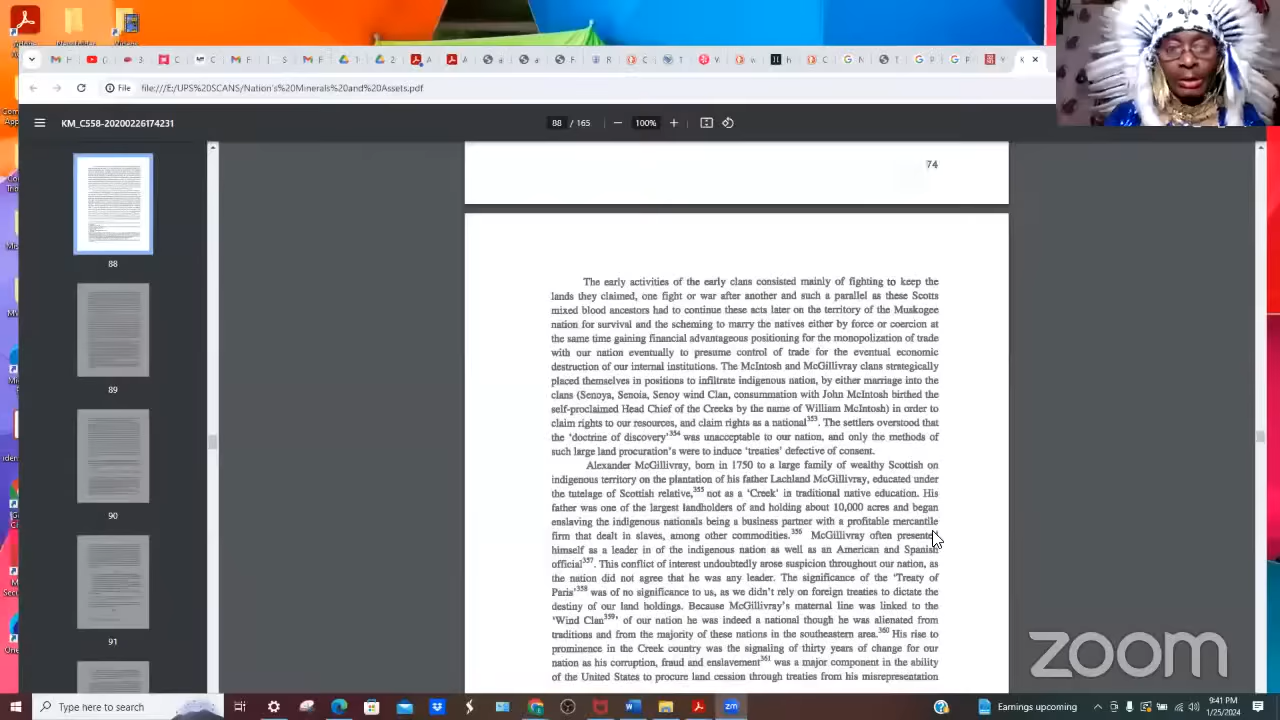 File
file:///E:/UPS%20SCANS/Nation's%20Minerals%20and%20Assets.pdf
KM_C558-20200226174231
88 / 165
100%
74
88
89
90
91
The early activities of the early clans consisted mainly of fighting to keep the
lands they claimed, one fight or war after another and such a parallel as these Scotts
mixed blood ancestors had to continue these acts later on the territory of the Muskogee
nation for survival and the scheming to marry the natives either by force or coercion at
the same time gaining financial advantageous positioning for the monopolization of trade
with our nation eventually to presume control of trade for the eventual economic
destruction of our internal institutions. The McIntosh and McGillivray clans strategically
placed themselves in positions to infiltrate indigenous nation, by either marriage into the
clans (Senoya, Senoia, Senoy wind Clan, consummation with John McIntosh birthed the
self-proclaimed Head Chief of the Creeks by the name of William McIntosh) in order to
claim rights to our resources, and claim rights as a national353. The settlers overstood that
the 'doctrine of discovery'354 was unacceptable to our nation, and only the methods of
such large land procuration's were to induce 'treaties' defective of consent.
Alexander McGillivray, born in 1750 to a large family of wealthy Scottish on
indigenous territory on the plantation of his father Lachland McGillivray, educated under
the tutelage of Scottish relative,355 not as a 'Creek' in traditional native education. His
father was one of the largest landholders of and holding about 10,000 acres and began
enslaving the indigenous nationals being a business partner with a profitable mercantile
firm that dealt in slaves, among other commodities.356 McGillivray often presented
himself as a leader in of the indigenous nation as well as an American and Spanish
official357. This conflict of interest undoubtedly arose suspicion throughout our nation, as
the nation did not agree that he was any leader. The significance of the 'Treaty of
Paris'358 was of no significance to us, as we didn't rely on foreign treaties to dictate the
destiny of our land holdings. Because McGillivray's maternal line was linked to the
'Wind Clan359' of our nation he was indeed a national though he was alienated from
traditions and from the majority of these nations in the southeastern area.360 His rise to
prominence in the Creek country was the signaling of thirty years of change for our
nation as his corruption, fraud and enslavement361 was a major component in the ability
of the United States to procure land cession through treaties from his misrepresentation
zoom
Type here to search
Earnings upcoming
9:41 PM
1/25/2024